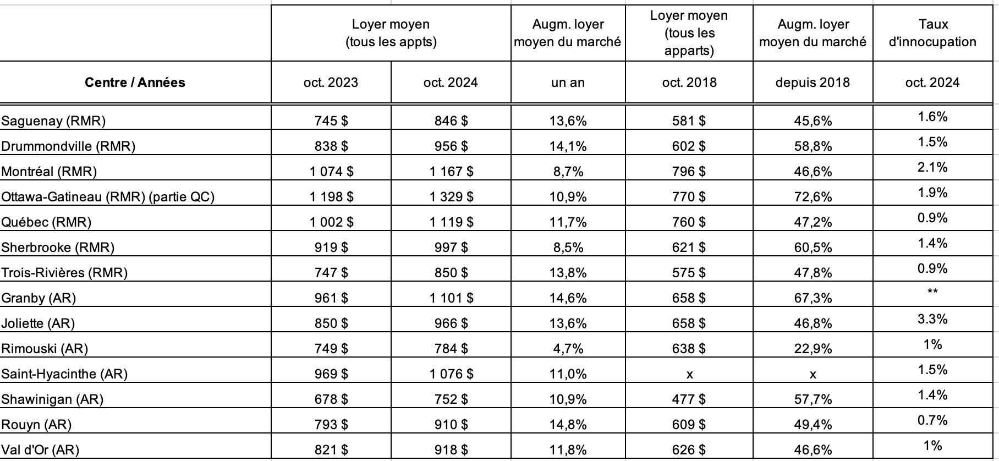 Loyer moyen
(tous les appts)
Augm. loyer
moyen du marché
Loyer moyen
(tous les
apparts)
Augm. loyer
moyen du marché
Taux
d'innocupation
Centre / Années oct. 2023 oct. 2024 un an oct. 2018 depuis 2018 oct. 2024
Saguenay (RMR) 745 $ 846 $ 13,6% 581 $ 45,6% 1.6%
Drummondville (RMR) 838 $ 956 $ 14,1% 602 $ 58,8% 1.5%
Montréal (RMR) 1 074 $ 1 167 $ 8,7% 796 $ 46,6% 2.1%
Ottawa-Gatineau (RMR) (partie QC) 1 198 $ 1 329 $ 10,9% 770 $ 72,6% 1.9%
Québec (RMR) 1 002 $ 1 119 $ 11,7% 760 $ 47,2% 0.9%
Sherbrooke (RMR) 919 $ 997 $ 8,5% 621 $ 60,5% 1.4%
Trois-Rivières (RMR) 747 $ 850 $ 13,8% 575 $ 47,8% 0.9%
Granby (AR) 961 $ 1 101 $ 14,6% 658 $ 67,3% **
Joliette (AR) 850 $ 966 $ 13,6% 658 $ 46,8% 3.3%
Rimouski (AR) 749 $ 784 $ 4,7% 638 $ 22,9% 1%
Saint-Hyacinthe (AR) 969 $ 1 076 $ 11,0% x x 1.5%
Shawinigan (AR) 678 $ 752 $ 10,9% 477 $ 57,7% 1.4%
Rouyn (AR) 793 $ 910 $ 14,8% 609 $ 49,4% 0.7%
Val d'Or (AR) 821 $ 918 $ 11,8% 626 $ 46,6% 1%